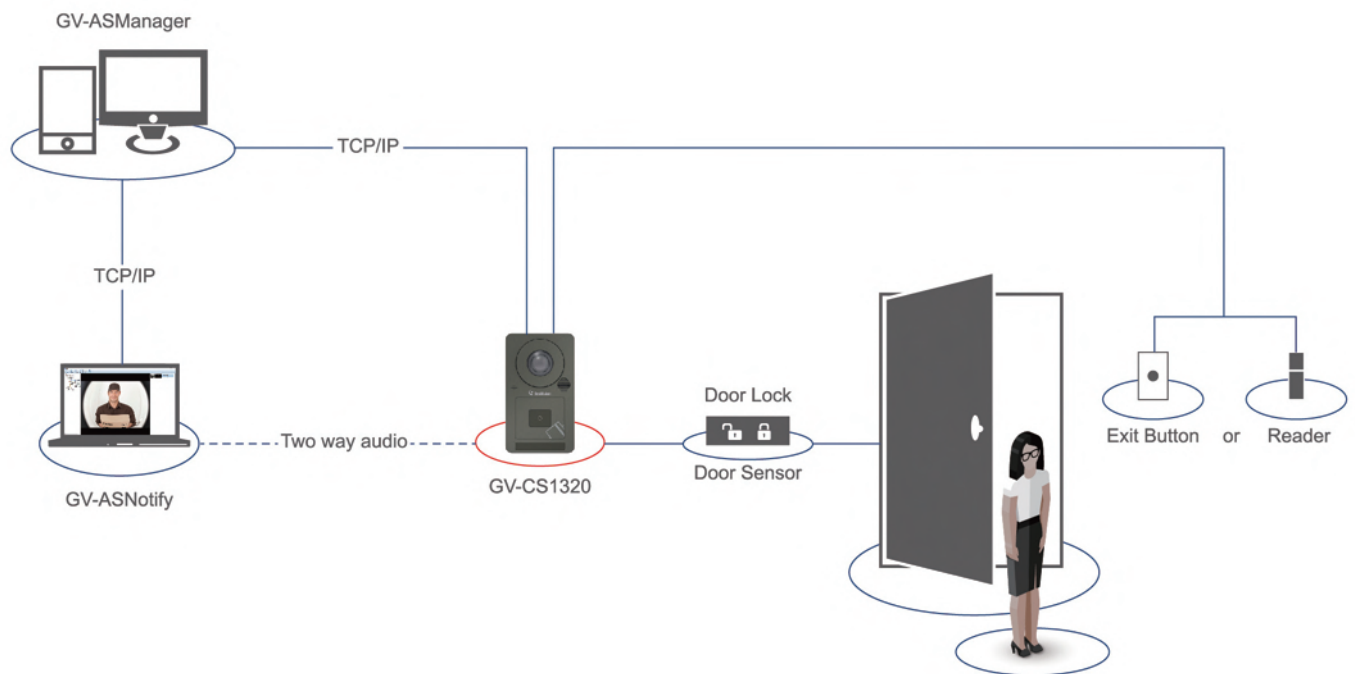 GV-ASManager
TCP/IP
TCP/IP
Two way audio
GV-ASNotify
GV-CS1320
Door Lock
Door Sensor
Exit Button or Reader